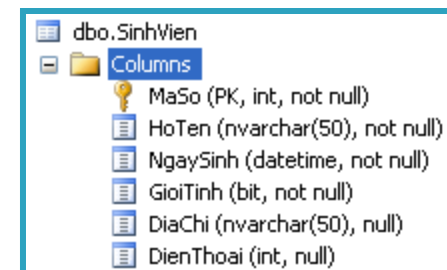 dbo.SinhVien
Columns
MaSo (PK, int, not null)
HoTen (nvarchar(50), not null)
NgaySinh (datetime, not null)
GioiTinh (bit, not null)
DiaChi (nvarchar(50), null)
DienThoai (int, null)